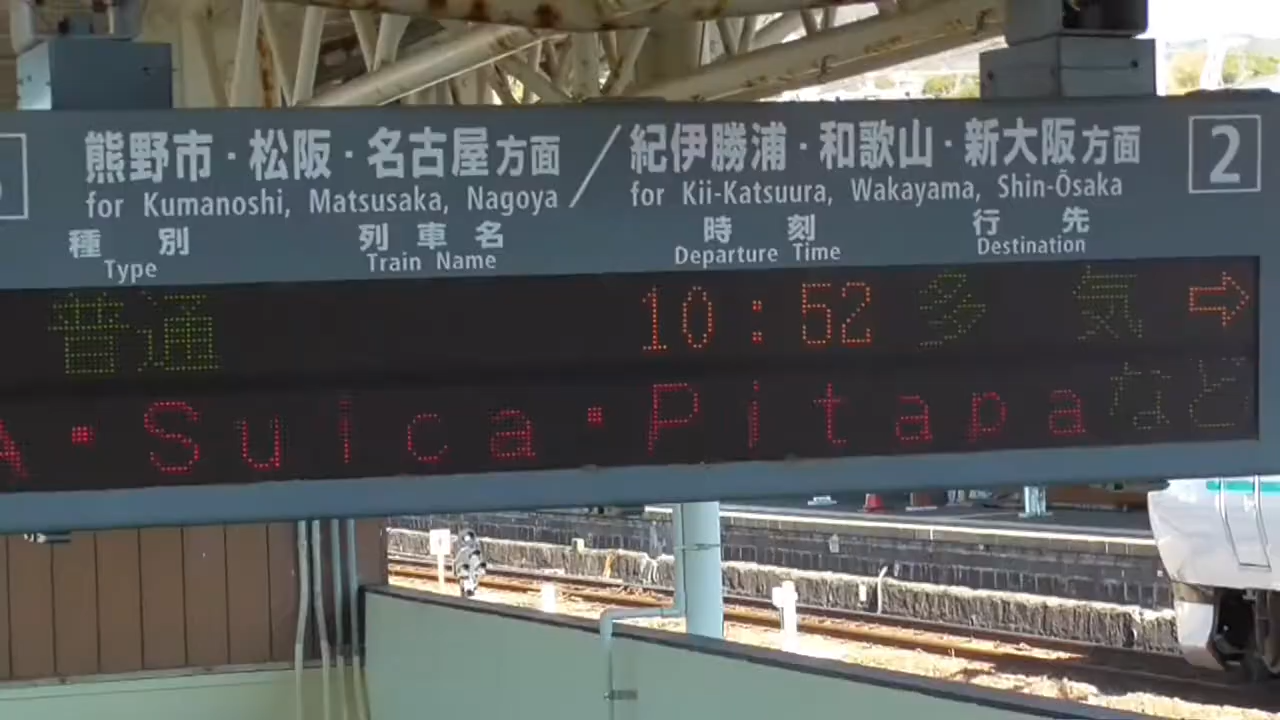 熊野市・松阪・名古屋方面／紀伊勝浦・和歌山・新大阪方面 2
for Kumanoshi, Matsusaka, Nagoya for Kii-Katsuura, Wakayama, Shin-Ōsaka
種別 列車名 時刻 行先
Type Train Name Departure Time Destination
普通 10:52 多気 ⇨
A・Suica・Pitapaなど